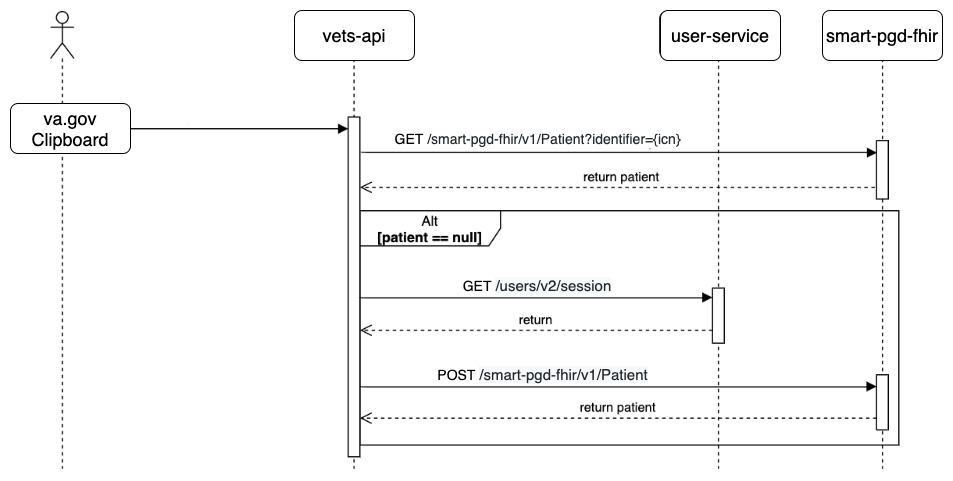 vets-api
user-service
smart-pgd-fhir
va.gov
Clipboard
GET /smart-pgd-fhir/v1/Patient?identifier={icn}
return patient
Alt
[patient == null]
GET /users/v2/session
return
POST /smart-pgd-fhir/v1/Patient
return patient